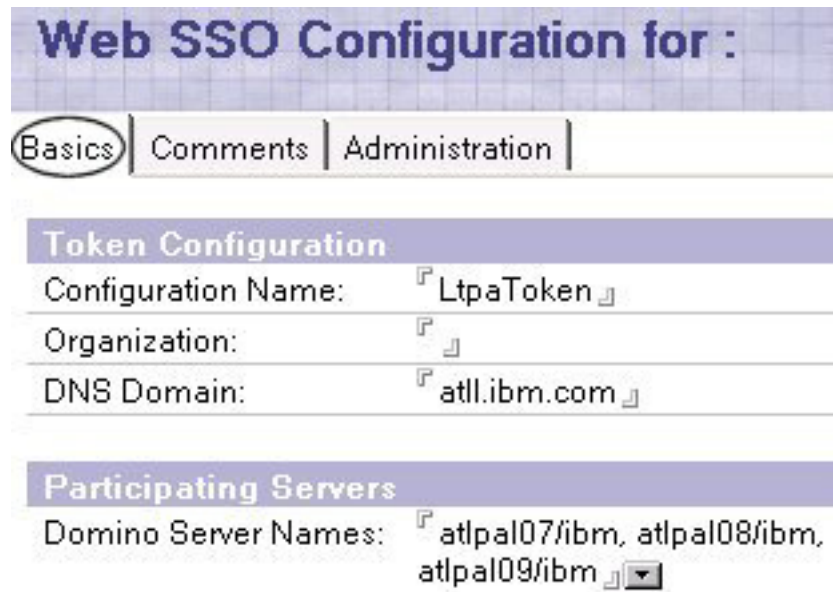 Web SSO Configuration for :
Basics Comments Administration
Token Configuration
Configuration Name: LtpaToken
Organization:
DNS Domain: atll.ibm.com
Participating Servers
Domino Server Names: atlpal07/ibm, atlpal08/ibm,
atlpal09/ibm